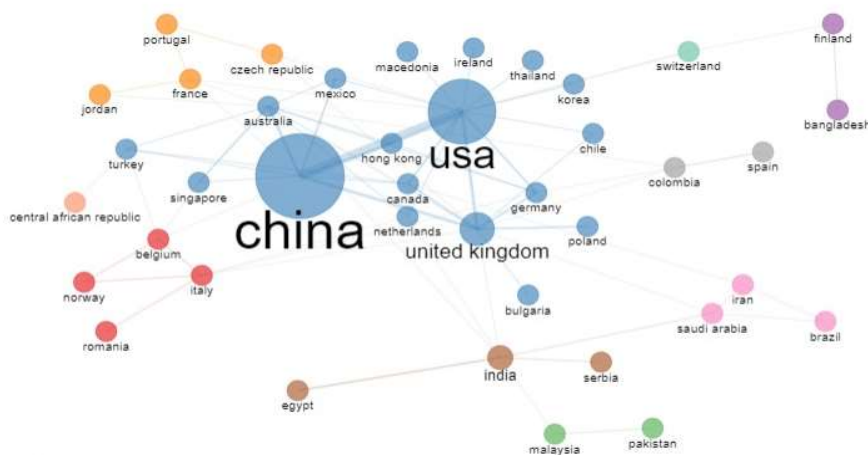 portugal
finland
ireland
czech republic
macedonia
switzerland
thailand
mexico
france
korea
jordan
australia
bangladesh
usa
chile
hong kong
turkey
spain
colombia
singapore
canada
germany
central african republic
china
netherlands
poland
united kingdom
belgium
norway
italy
iran
bulgaria
saudi arabia
brazil
romania
india
serbia
egypt
malaysia
pakistan